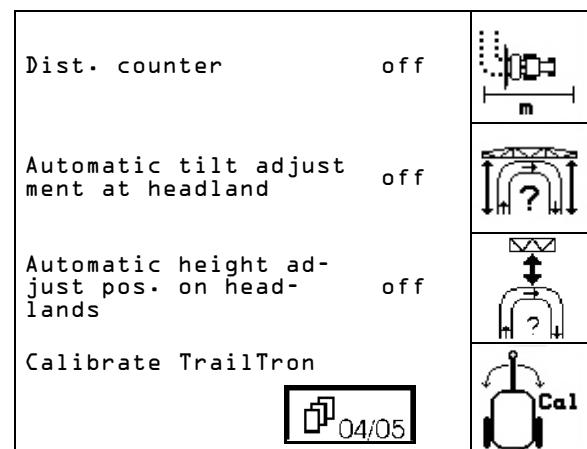 Dist. counter off
m
Automatic tilt adjust
ment at headland off
?
Automatic height ad-
just pos. on head- off
lands
?
Calibrate TrailTron
Cal
04/05